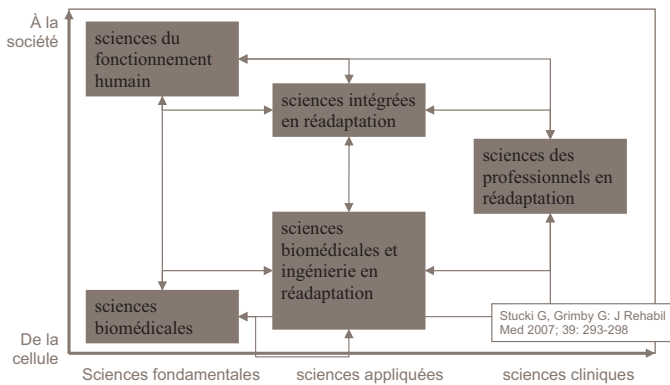 À la
société
sciences du
fonctionnement
humain
sciences intégrées
en réadaptation
sciences des
professionnels en
réadaptation
sciences
biomédicales et
ingénierie en
réadaptation
sciences
biomédicales
Stucki G, Grimby G: J Rehabil
Med 2007; 39: 293-298
De la
cellule
Sciences fondamentales
sciences appliquées
sciences cliniques